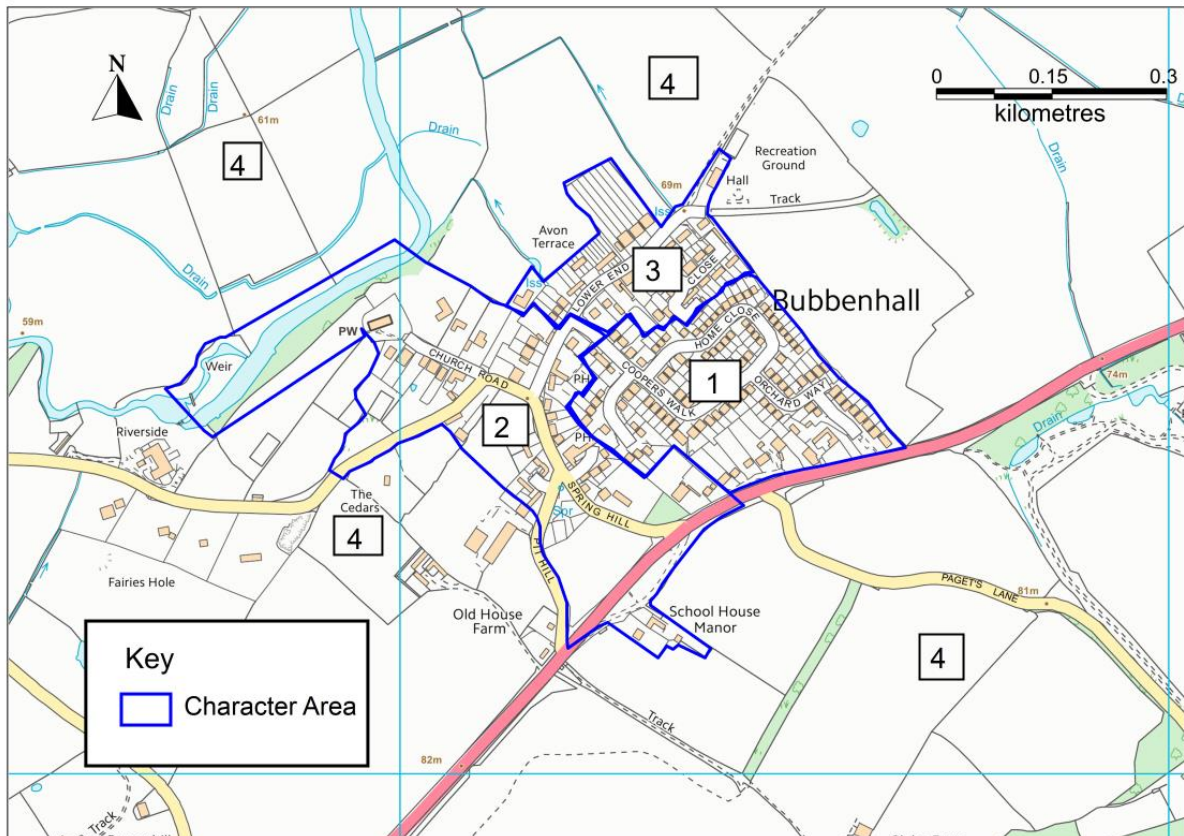 N
Drain
Drain
61m
4
Drain
4
0
0.15
0.3
kilometres
Drain
Recreation
Ground
Hall
Track
69m
Iss
Avon
Terrace
Iss
LOWER END
3
CLOSE
Bubbenhall
Drain
59m
Weir
PW
CHURCH ROAD
PH
COOPERS WALK
HOME CLOSE
1
ORCHARD WAY
74m
Drain
Riverside
2
PH
The
Cedars
4
Spr
SPRING HILL
PIT HILL
Fairies Hole
Old House
Farm
School House
Manor
PAGET'S LANE
81m
4
Key
Character Area
Track
82m
Track